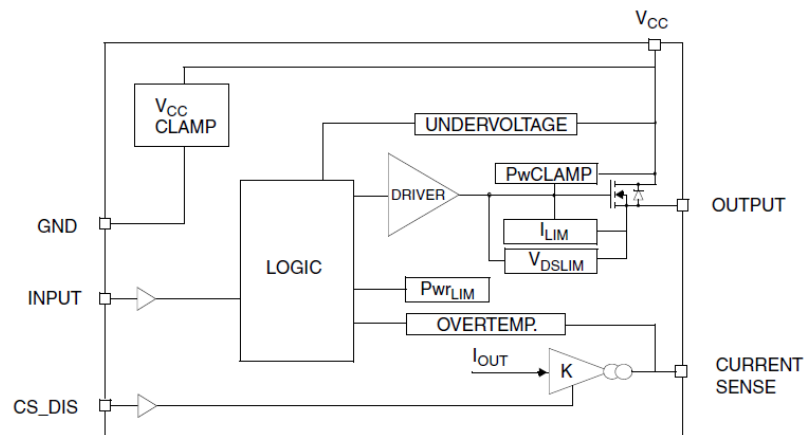 VCC
VCC
CLAMP
UNDERVOLTAGE
PwCLAMP
DRIVER
OUTPUT
GND
ILIM
LOGIC
VDSLIM
INPUT
PwrLIM
OVERTEMP.
IOUT
K
CURRENT
SENSE
CS_DIS